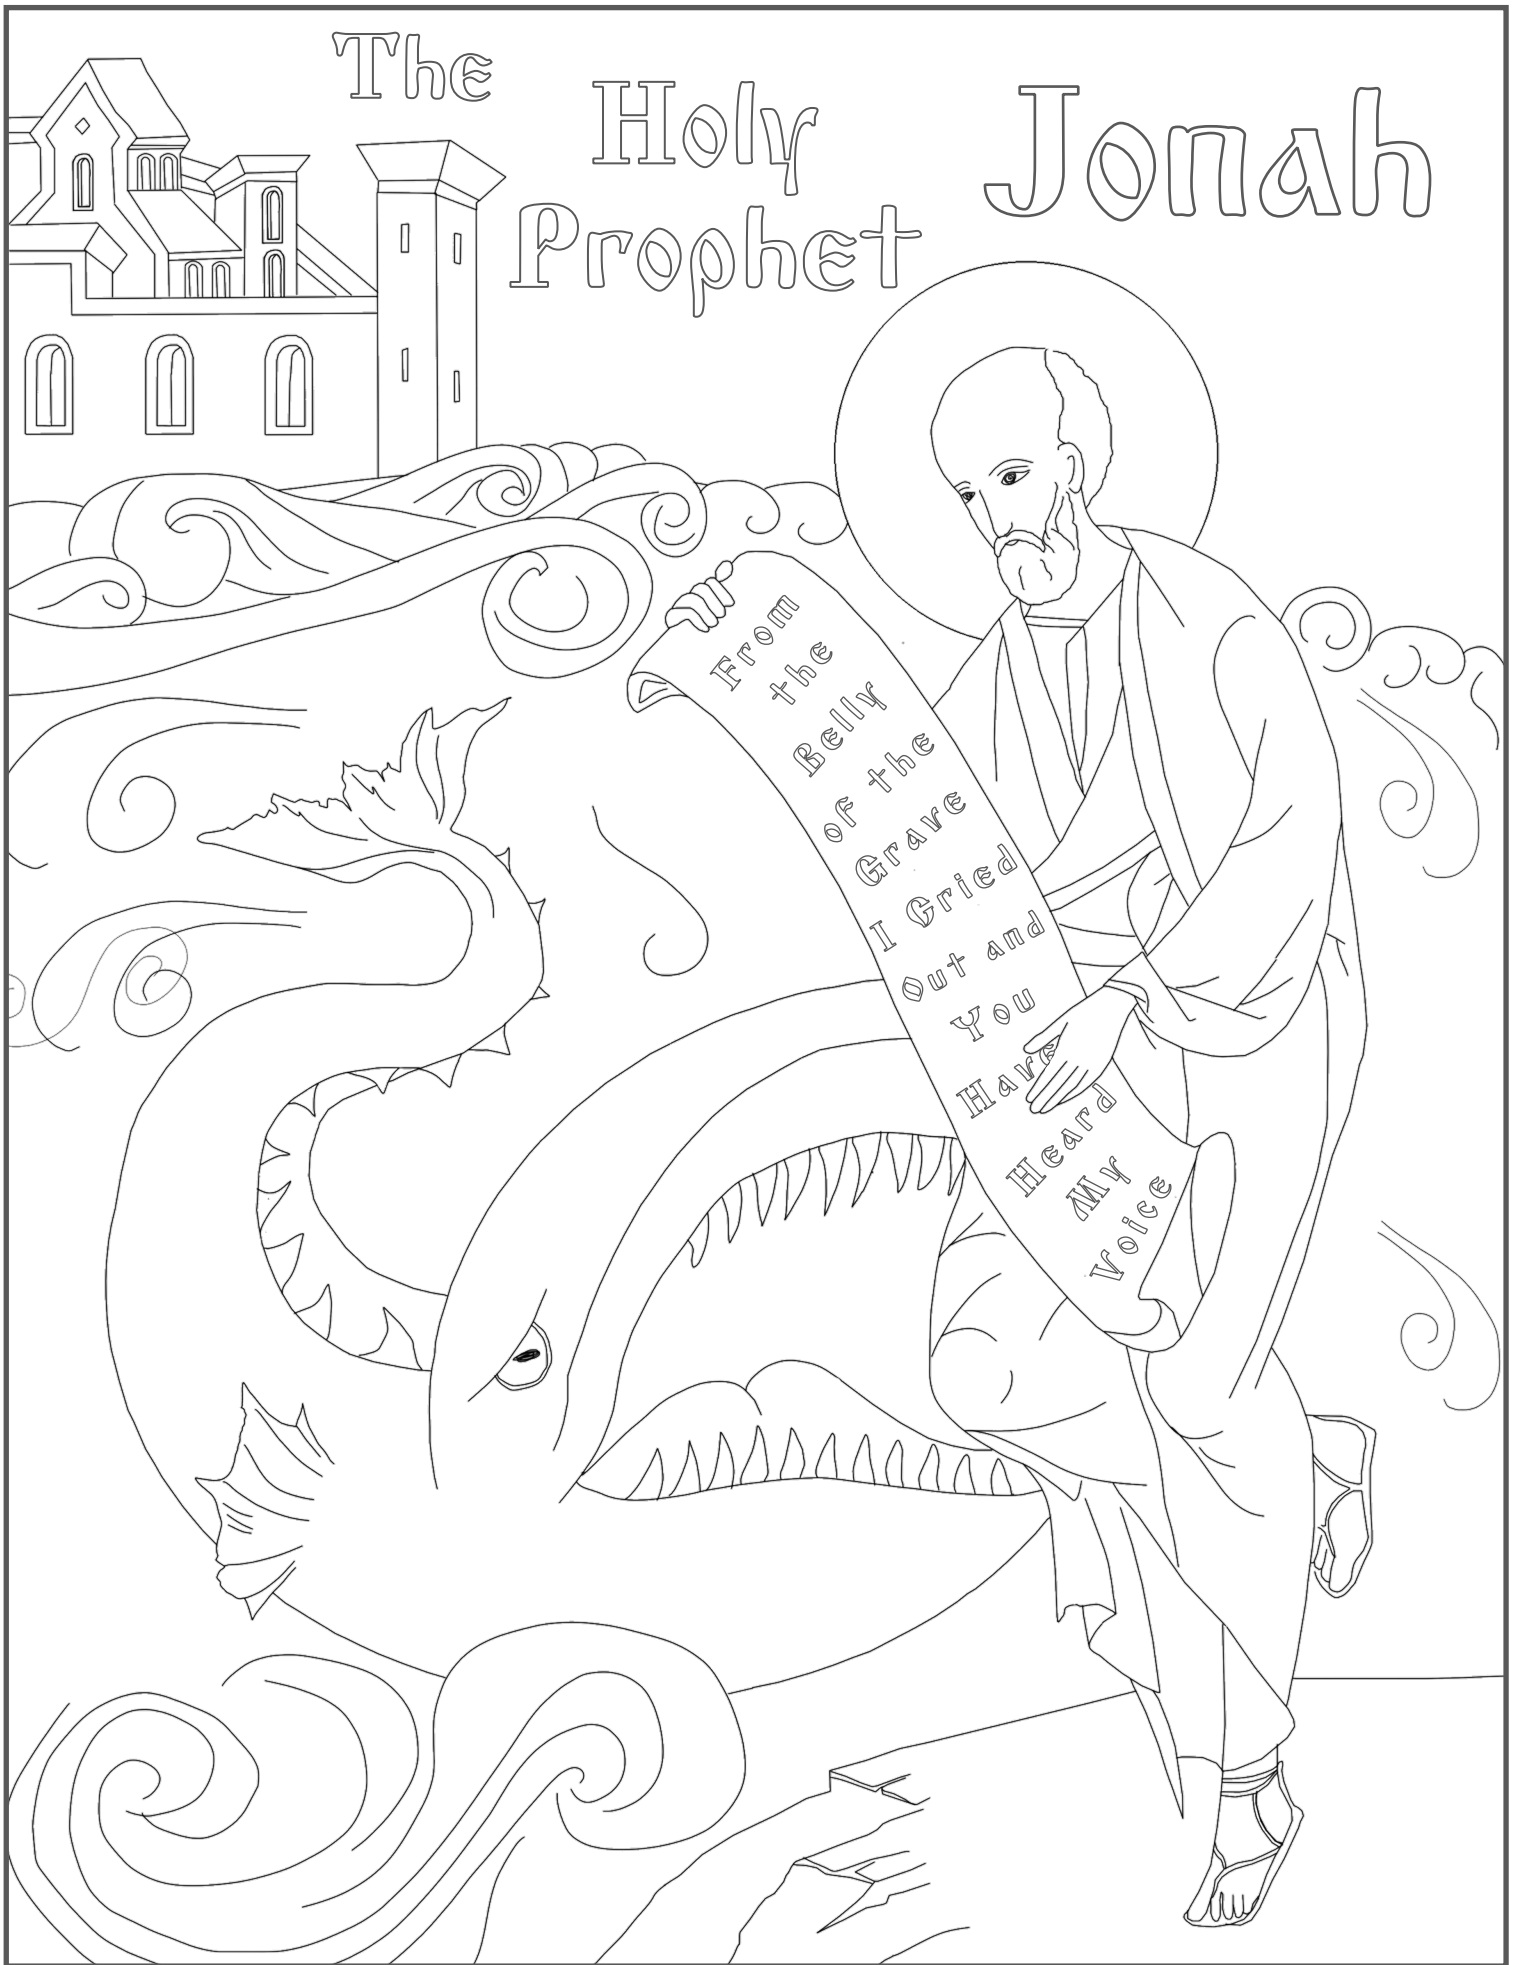 The
Holy
Prophet
Jonah
From
the
Belly
of the
Grave
I Cried
Out and
You
Have
Heard
My
Voice